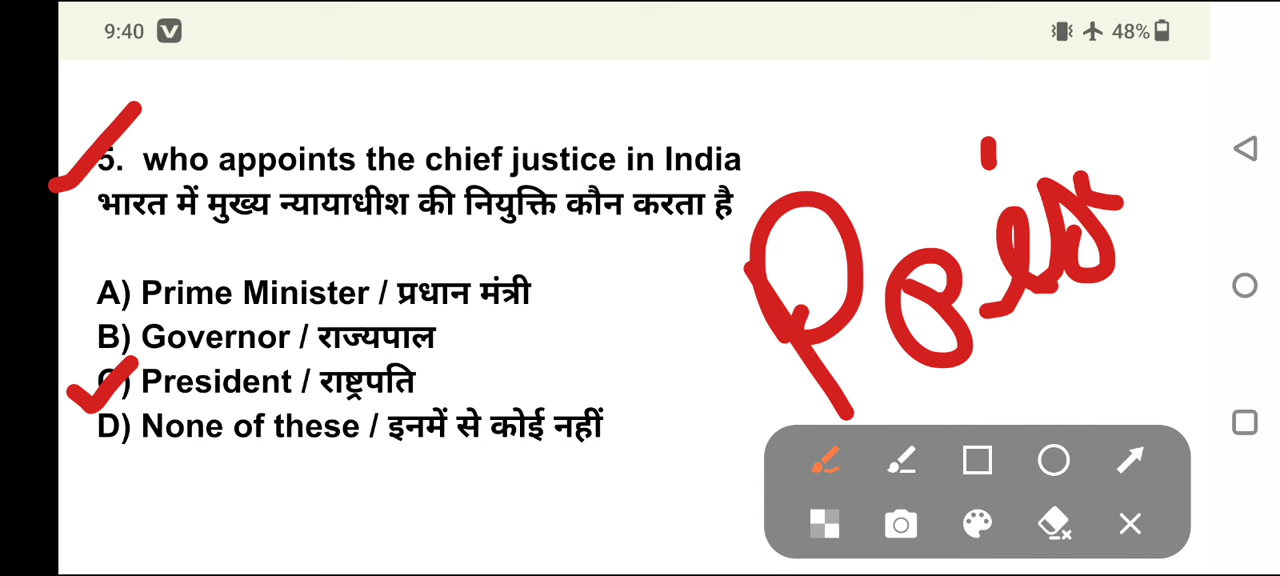 9:40
48%
5. who appoints the chief justice in India
भारत में मुख्य न्यायाधीश की नियुक्ति कौन करता है
A) Prime Minister / प्रधान मंत्री
B) Governor / राज्यपाल
C) President / राष्ट्रपति
D) None of these / इनमें से कोई नहीं